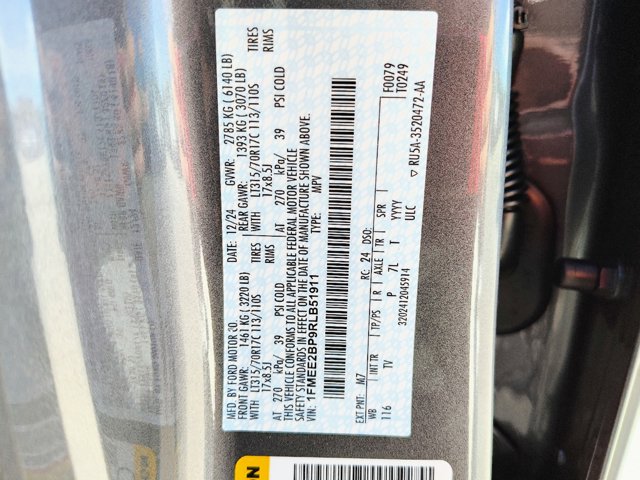 MFD. BY FORD MOTOR CO.
12/24
GVWR: 2785 KG ( 6140 LB)
FRONT GAWR: 1461 KG ( 3220 LB)
REAR GAWR: 1393 KG ( 3070 LB)
WITH LT315/70R17C 113/110S TIRES
WITH LT315/70R17C 113/110S TIRES
17x8.5J RIMS
17x8.5J RIMS
AT 270 kPa/ 39 PSI COLD
AT 270 kPa/ 39 PSI COLD
THIS VEHICLE CONFORMS TO ALL APPLICABLE FEDERAL MOTOR VEHICLE
SAFETY STANDARDS IN EFFECT ON THE DATE OF MANUFACTURE SHOWN ABOVE.
VIN: 1FMEE2BP9RLB51911
TYPE: MPV
F0079
T0249
EXT PNT: M7 RC: 24 DSO:
WB INT TR TP/PS R AXLE TR SPR
116 TV P 7L T YYYY
ULC
3202412045914
▽ RU5A-3520472-AA
N